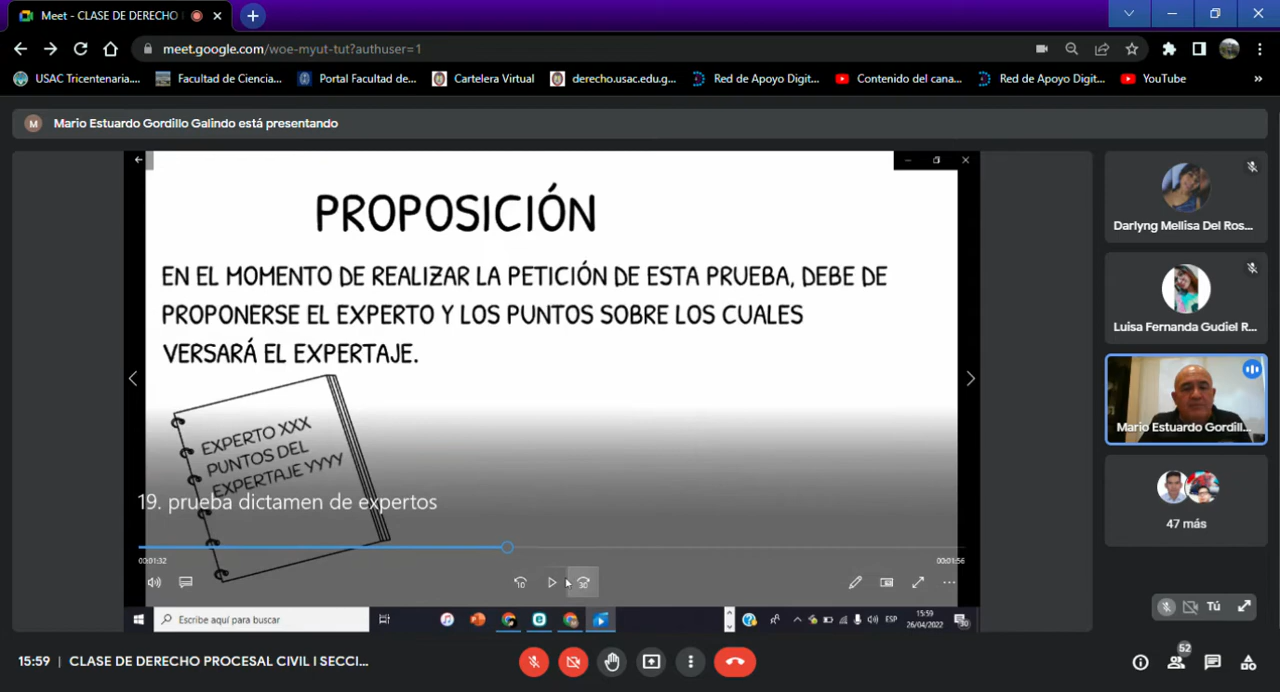 Meet - CLASE DE DERECHO
meet.google.com/woe-myut-tut?authuser=1
USAC Tricentenaria....
Facultad de Ciencia...
Portal Facultad de...
Cartelera Virtual
derecho.usac.edu.g...
Red de Apoyo Digit...
Contenido del cana...
Red de Apoyo Digit...
YouTube
M
Mario Estuardo Gordillo Galindo está presentando
PROPOSICIÓN
EN EL MOMENTO DE REALIZAR LA PETICIÓN DE ESTA PRUEBA, DEBE DE
PROPONERSE EL EXPERTO Y LOS PUNTOS SOBRE LOS CUALES
VERSARÁ EL EXPERTAJE.
EXPERTO XXX
PUNTOS DEL
EXPERTAJE YYYY
19. prueba dictamen de expertos
00:01:32
00:01:56
10
30
Escribe aquí para buscar
ESP
15:59
26/04/2022
30
Darlyng Mellisa Del Ros...
Luisa Fernanda Gudiel R...
Mario Estuardo Gordill...
47 más
Tú
15:59 | CLASE DE DERECHO PROCESAL CIVIL I SECCI...
52